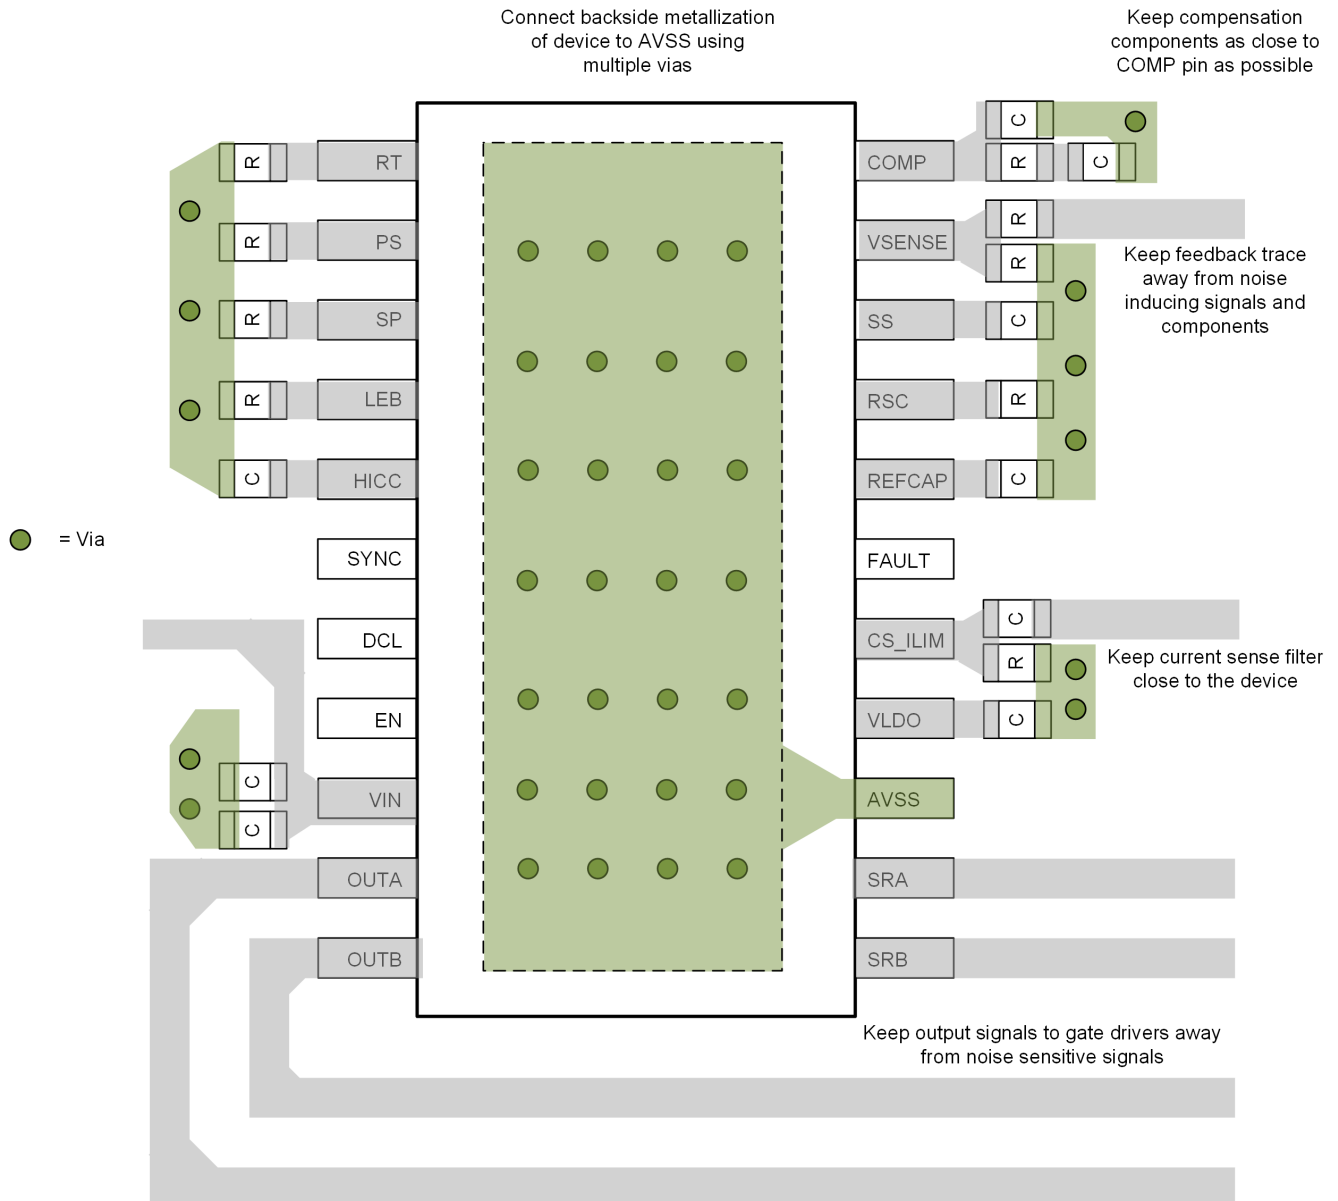 Connect backside metallization
of device to AVSS using
multiple vias
Keep compensation
components as close to
COMP pin as possible
C
R
RT
COMP
R
C
R
R
PS
VSENSE
R
Keep feedback trace
away from noise
inducing signals and
components
R
SP
SS
C
R
LEB
RSC
R
C
HICC
REFCAP
C
= Via
SYNC
FAULT
C
DCL
CS_ILIM
R
Keep current sense filter
close to the device
EN
VLDO
C
C
VIN
AVSS
C
OUTA
SRA
OUTB
SRB
Keep output signals to gate drivers away
from noise sensitive signals